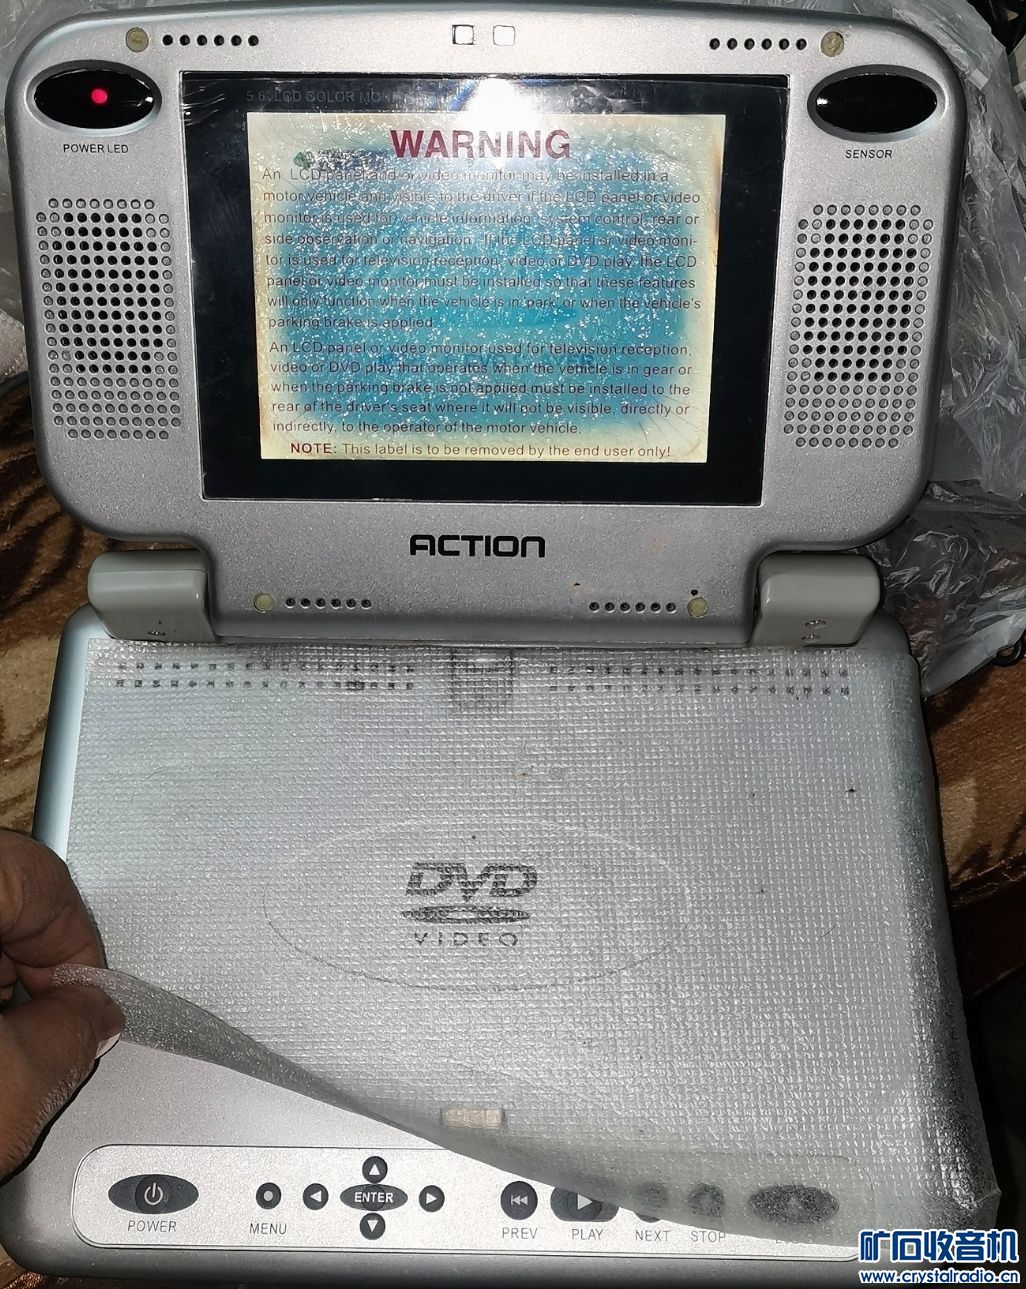 5.6" LCD COLOR MON
POWER LED
SENSOR
WARNING
An LCD panel and/or video monitor may be installed in a
motor vehicle and visible to the driver if the LCD panel or video
monitor is used for vehicle information, system control, rear or
side observation or navigation. If the LCD panel or video moni-
tor is used for television reception, video or DVD play, the LCD
panel or video monitor must be installed so that these features
will only function when the vehicle is in "park" or when the vehicle's
parking brake is applied.
An LCD panel or video monitor used for television reception,
video or DVD play that operates when the vehicle is in gear or
when the parking brake is not applied must be installed to the
rear of the driver's seat where it will not be visible, directly or
indirectly, to the operator of the motor vehicle.
NOTE: This label is to be removed by the end user only!
ACTION
DVD
VIDEO
ENTER
POWER
MENU
PREV
PLAY
NEXT
STOP
矿石收音机
www.crystalradio.cn